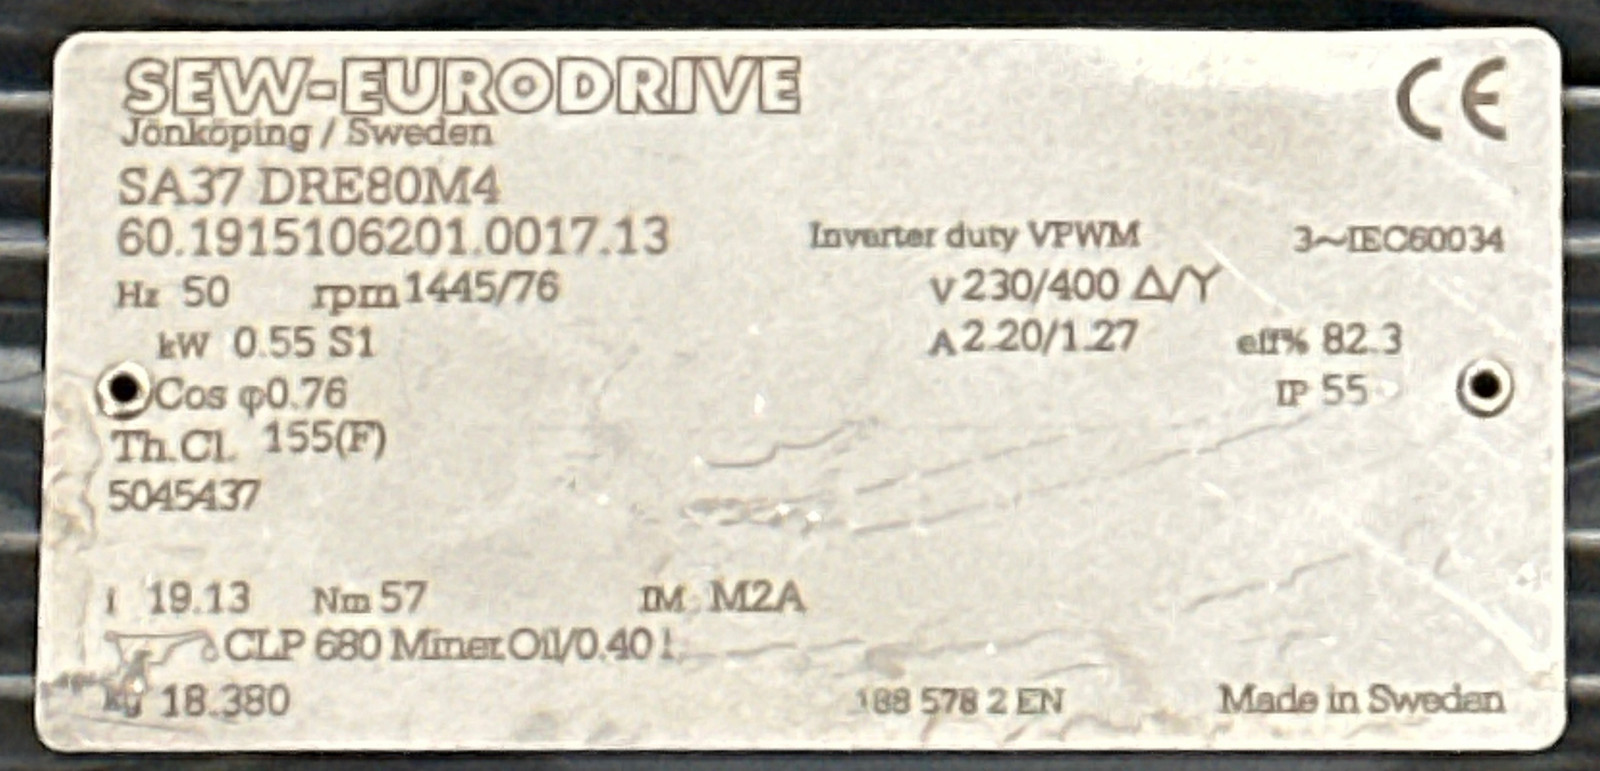 SEW-EURODRIVE
Jönköping / Sweden
SA37 DRE80M4
60.1915106201.0017.13 Inverter duty VPWM 3~IEC60034
Hz 50 rpm 1445/76 V 230/400 Δ/Y
kW 0.55 S1 A 2.20/1.27 eff% 82.3
Cos φ 0.76 IP 55
Th.Cl. 155(F)
5045437
i 19.13 Nm 57 IM M2A
CLP 680 Miner.Oil/0.40 l
kg 18.380 188 578 2 EN Made in Sweden
CE